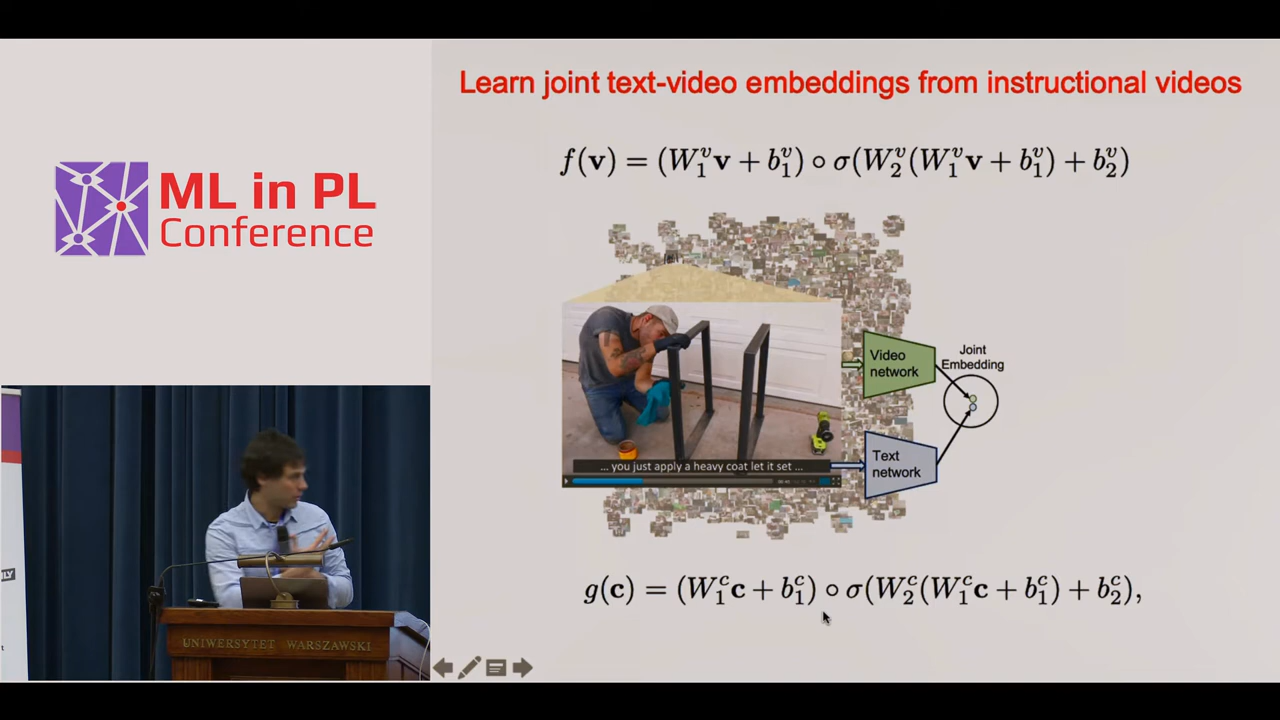 Learn joint text-video embeddings from instructional videos
f(v) = (W₁ᵛv + b₁ᵛ) ∘ σ(W₂ᵛ(W₁ᵛv + b₁ᵛ) + b₂ᵛ)
ML in PL
Conference
Video
network
Joint
Embedding
Text
network
... you just apply a heavy coat let it set ...
g(c) = (W₁ᶜc + b₁ᶜ) ∘ σ(W₂ᶜ(W₁ᶜc + b₁ᶜ) + b₂ᶜ),
UNIWERSYTET WARSZAWSKI